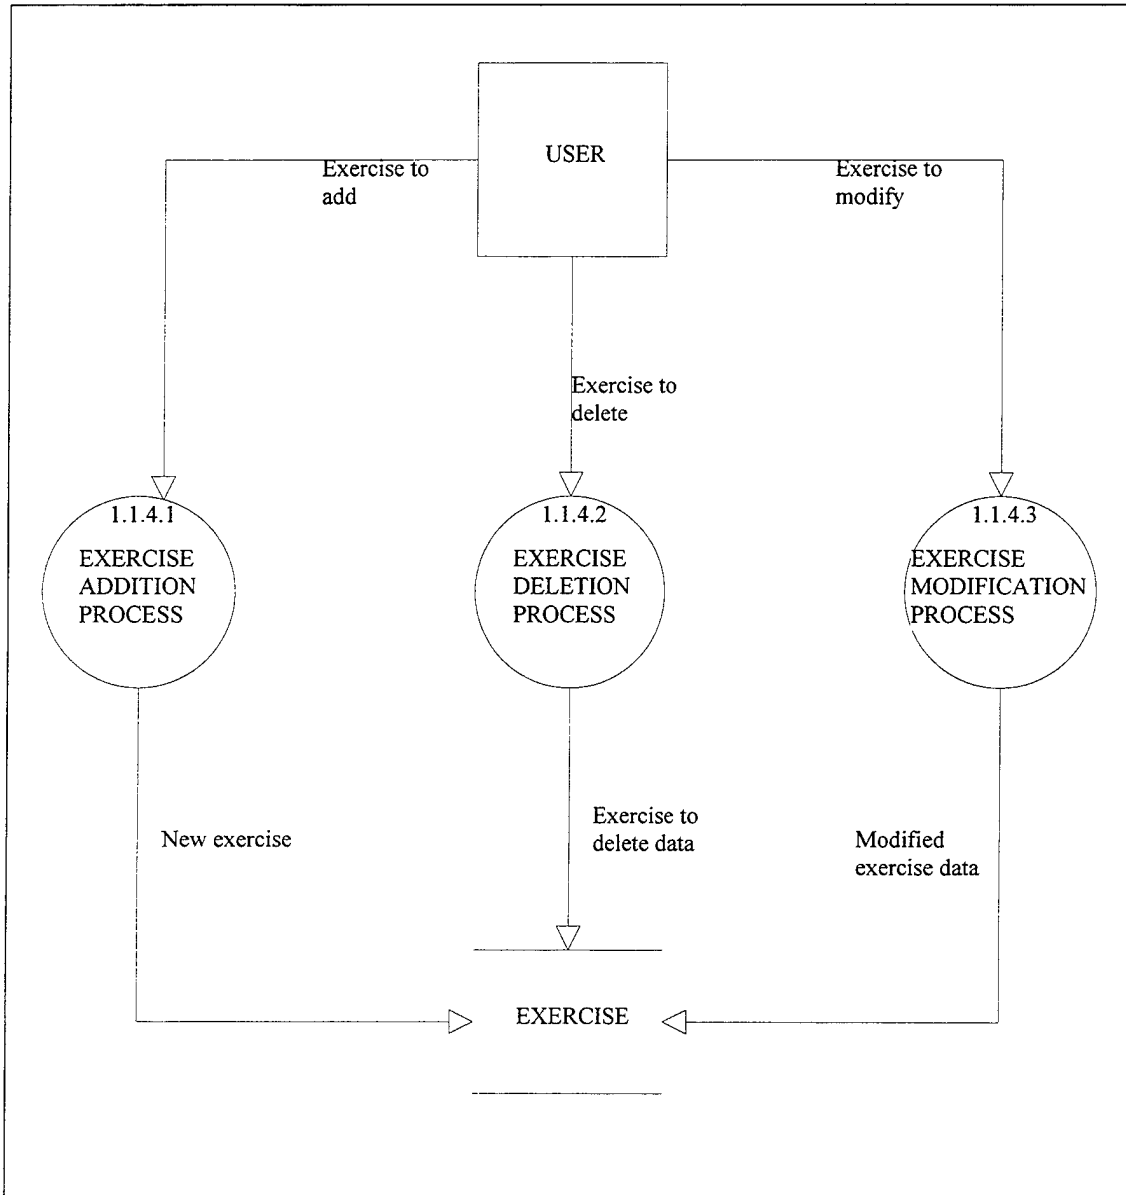 USER
Exercise to
add
Exercise to
modify
Exercise to
delete
1.1.4.1
EXERCISE
ADDITION
PROCESS
1.1.4.2
EXERCISE
DELETION
PROCESS
1.1.4.3
EXERCISE
MODIFICATION
PROCESS
New exercise
Exercise to
delete data
Modified
exercise data
EXERCISE